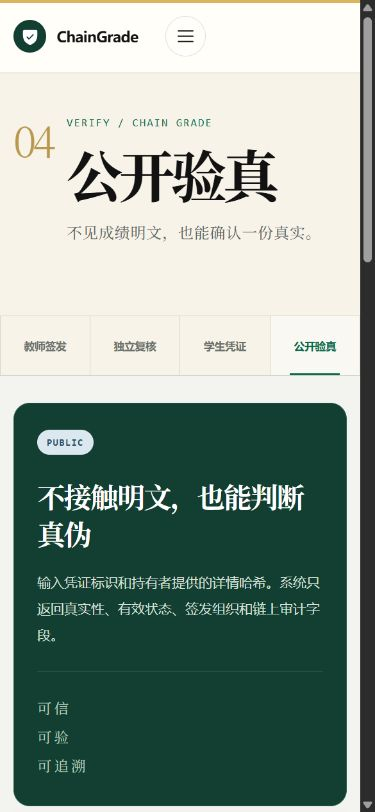 ChainGrade
04
VERIFY / CHAIN GRADE
公开验真
不见成绩明文，也能确认一份真实。
教师签发
独立复核
学生凭证
公开验真
PUBLIC
不接触明文，也能判断
真伪
输入凭证标识和持有者提供的详情哈希。系统只
返回真实性、有效状态、签发组织和链上审计字
段。
可信
可验
可追溯